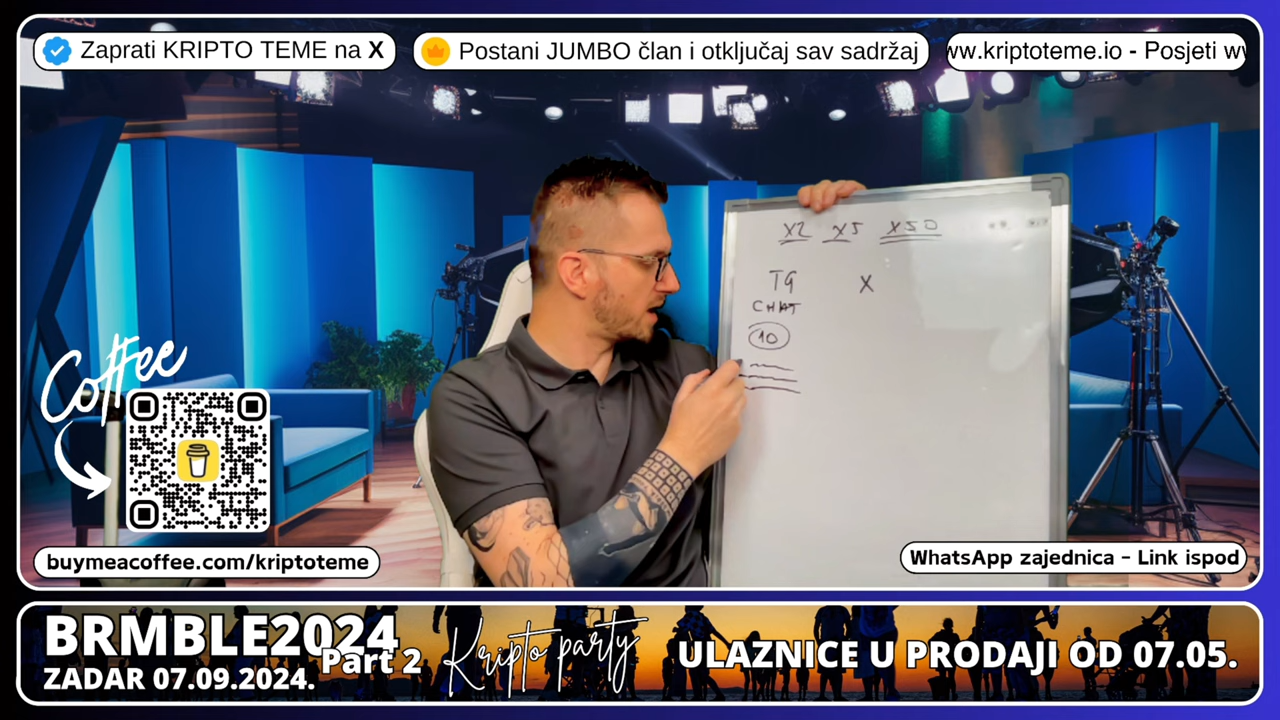 Zaprati KRIPTO TEME na X
Postani JUMBO član i otključaj sav sadržaj
www.kriptoteme.io - Posjeti
X2 X5 X50
TG X
CHAT
10
Coffee
buymeacoffee.com/kriptoteme
WhatsApp zajednica - Link ispod
BRMBLE2024
Part 2
ZADAR 07.09.2024.
Kripto party
ULAZNICE U PRODAJI OD 07.05.